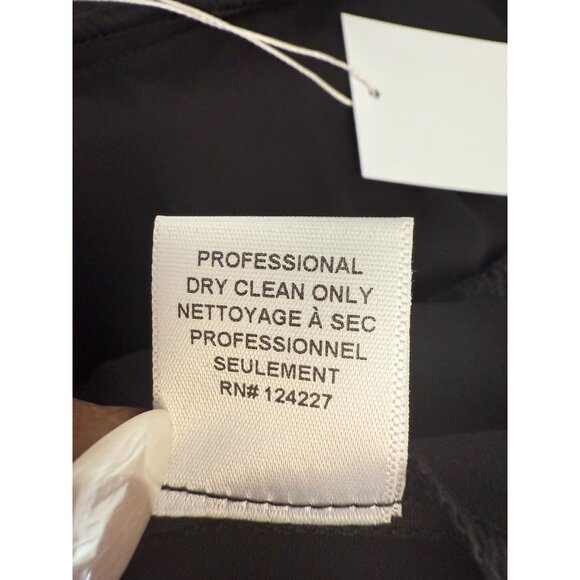 PROFESSIONAL
DRY CLEAN ONLY
NETTOYAGE À SEC
PROFESSIONNEL
SEULEMENT
RN# 124227